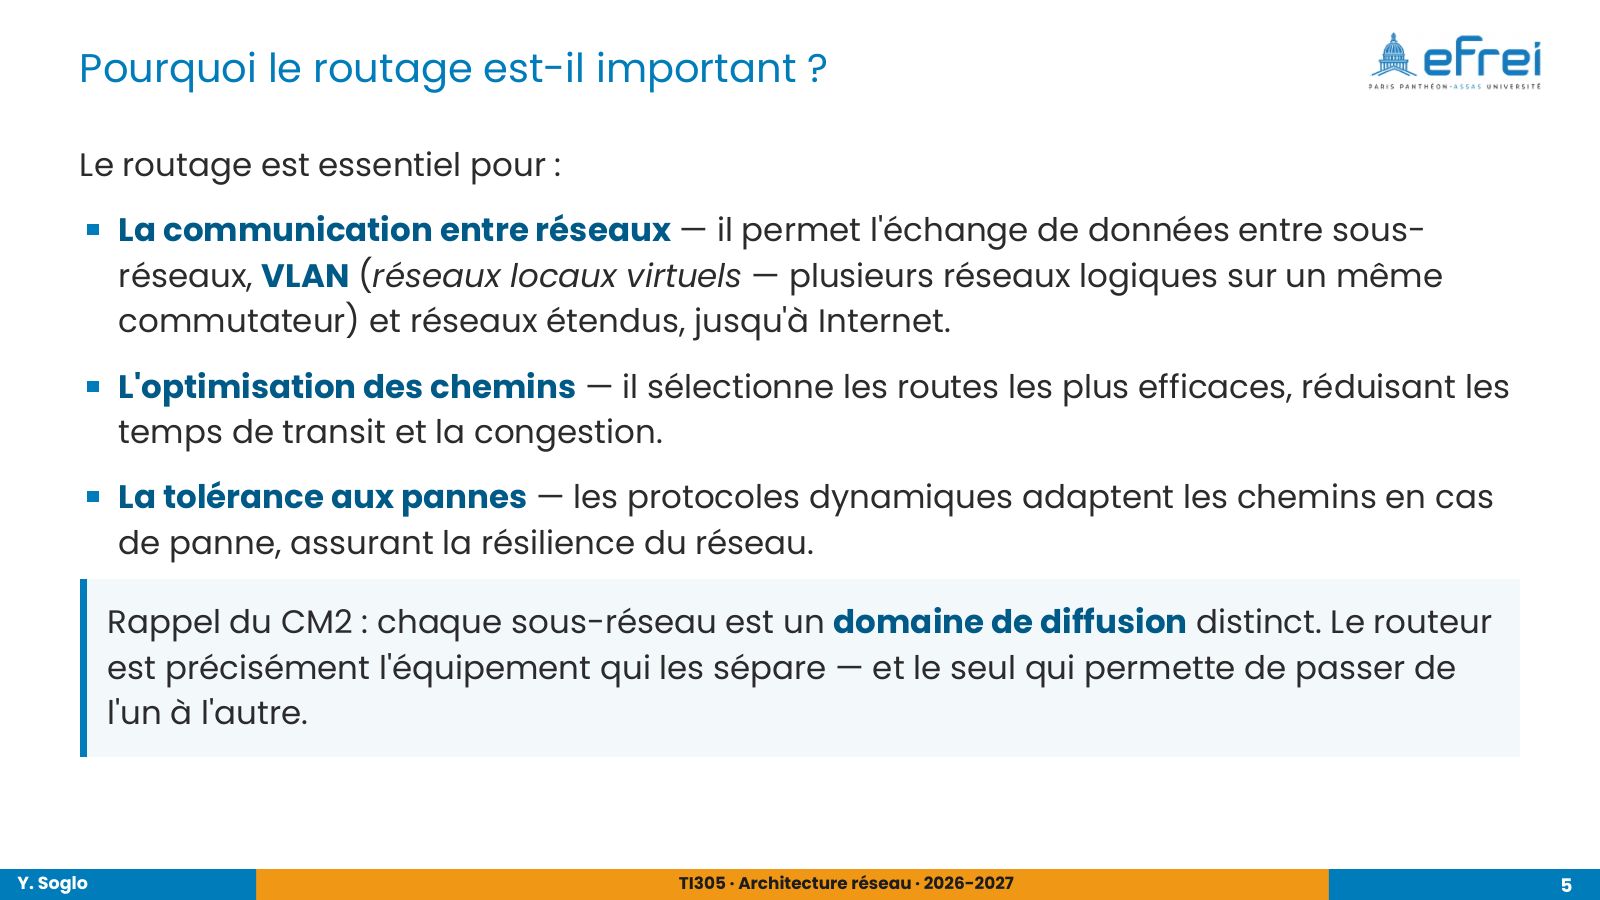 Pourquoi le routage est-il important ?
efrei
PARIS PANTHÉON-ASSAS UNIVERSITÉ
Le routage est essentiel pour :
La communication entre réseaux — il permet l'échange de données entre sous-
réseaux, VLAN (réseaux locaux virtuels — plusieurs réseaux logiques sur un même
commutateur) et réseaux étendus, jusqu'à Internet.
L'optimisation des chemins — il sélectionne les routes les plus efficaces, réduisant les
temps de transit et la congestion.
La tolérance aux pannes — les protocoles dynamiques adaptent les chemins en cas
de panne, assurant la résilience du réseau.
Rappel du CM2 : chaque sous-réseau est un domaine de diffusion distinct. Le routeur
est précisément l'équipement qui les sépare — et le seul qui permette de passer de
l'un à l'autre.
Y. Soglo
TI305 · Architecture réseau · 2026-2027
5